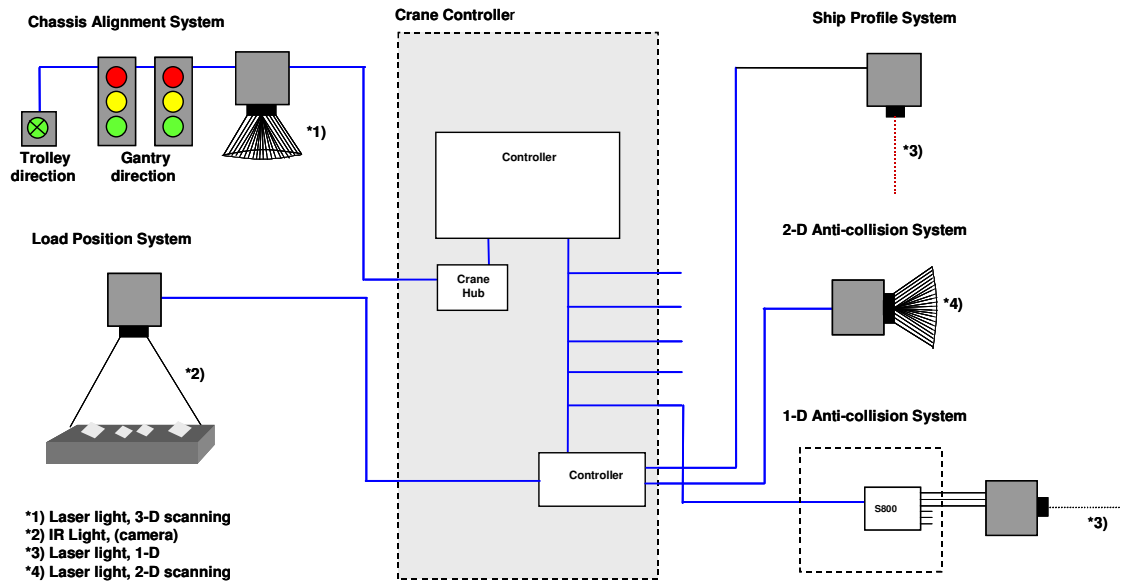 Chassis Alignment System
Crane Controller
Ship Profile System
*1)
Trolley
direction
Gantry
direction
Controller
*3)
Load Position System
2-D Anti-collision System
Crane
Hub
*4)
*2)
1-D Anti-collision System
Controller
S800
*3)
*1) Laser light, 3-D scanning
*2) IR Light, (camera)
*3) Laser light, 1-D
*4) Laser light, 2-D scanning